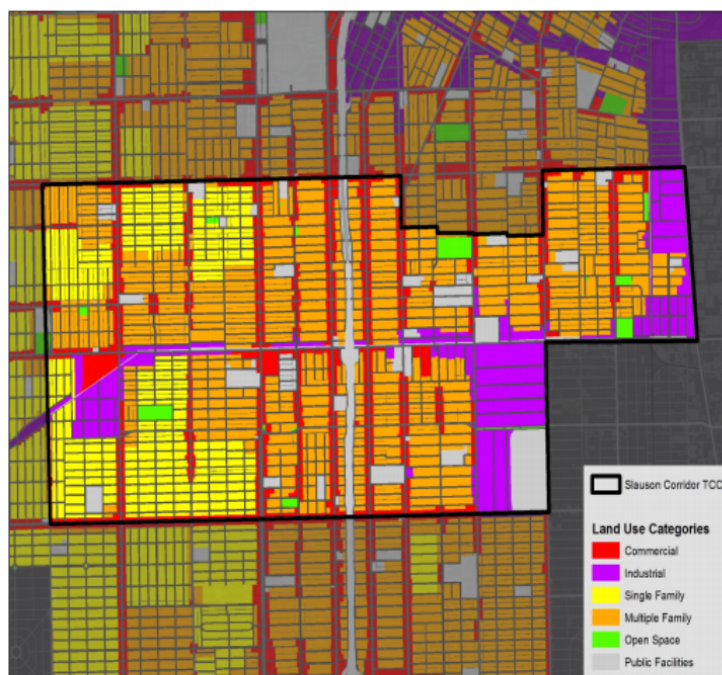 Slauson Corridor TCC
Land Use Categories
Commercial
Industrial
Single Family
Multiple Family
Open Space
Public Facilities